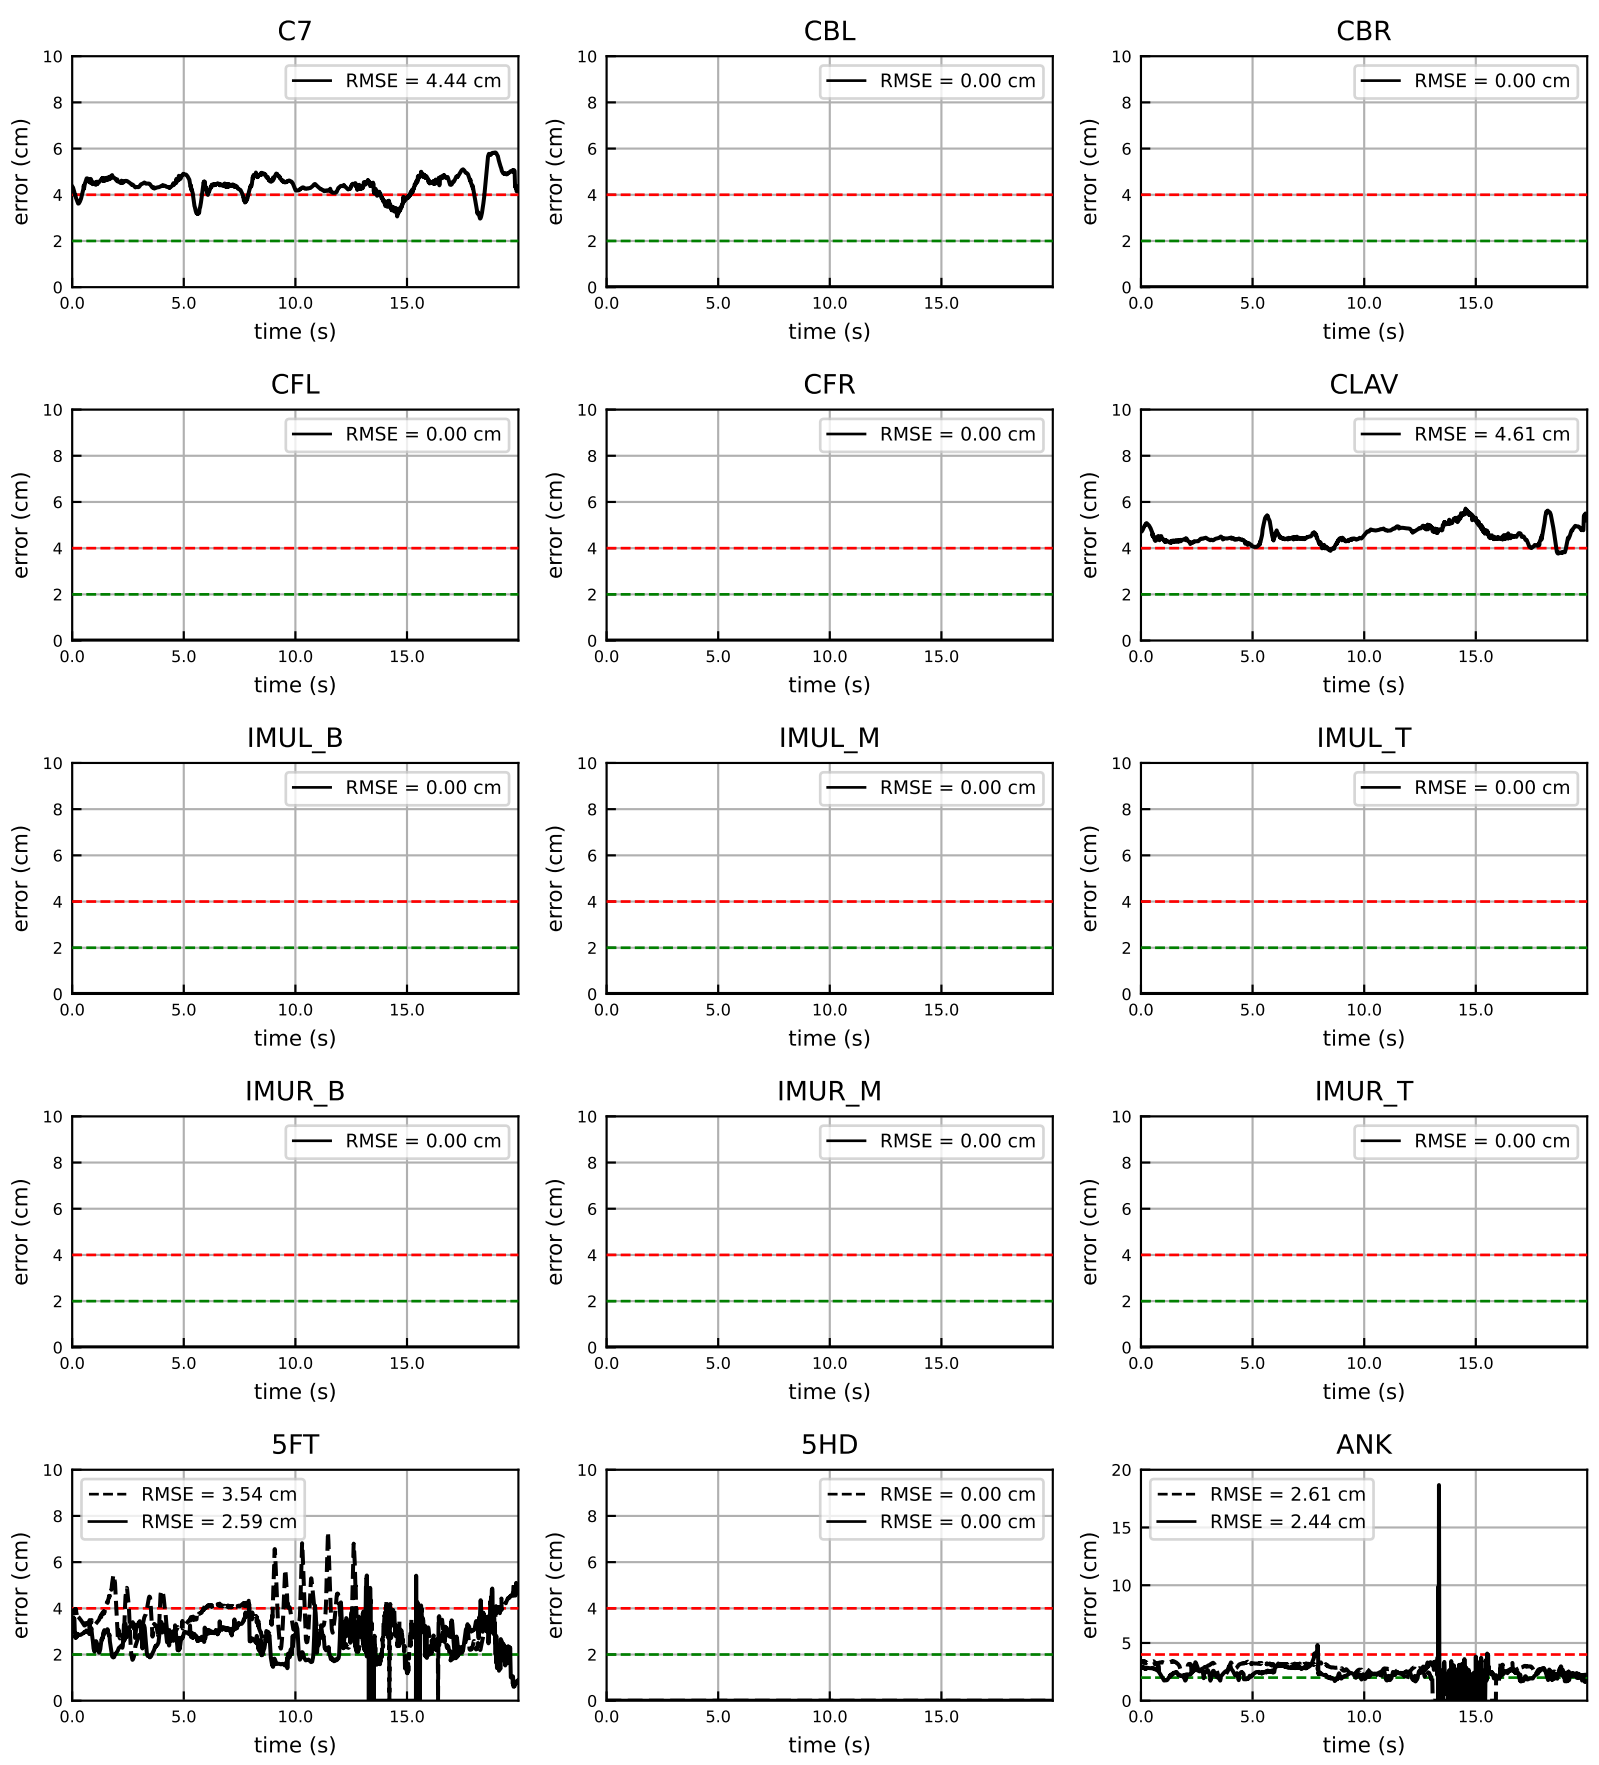 C7 CBL CBR
10 10 10
RMSE = 4.44 cm RMSE = 0.00 cm RMSE = 0.00 cm
8 8 8
6 6 6
error (cm) error (cm) error (cm)
4 4 4
2 2 2
0 0 0
0.0 5.0 10.0 15.0 0.0 5.0 10.0 15.0 0.0 5.0 10.0 15.0
time (s) time (s) time (s)
CFL CFR CLAV
10 10 10
RMSE = 0.00 cm RMSE = 0.00 cm RMSE = 4.61 cm
8 8 8
6 6 6
error (cm) error (cm) error (cm)
4 4 4
2 2 2
0 0 0
0.0 5.0 10.0 15.0 0.0 5.0 10.0 15.0 0.0 5.0 10.0 15.0
time (s) time (s) time (s)
IMUL_B IMUL_M IMUL_T
10 10 10
RMSE = 0.00 cm RMSE = 0.00 cm RMSE = 0.00 cm
8 8 8
6 6 6
error (cm) error (cm) error (cm)
4 4 4
2 2 2
0 0 0
0.0 5.0 10.0 15.0 0.0 5.0 10.0 15.0 0.0 5.0 10.0 15.0
time (s) time (s) time (s)
IMUR_B IMUR_M IMUR_T
10 10 10
RMSE = 0.00 cm RMSE = 0.00 cm RMSE = 0.00 cm
8 8 8
6 6 6
error (cm) error (cm) error (cm)
4 4 4
2 2 2
0 0 0
0.0 5.0 10.0 15.0 0.0 5.0 10.0 15.0 0.0 5.0 10.0 15.0
time (s) time (s) time (s)
5FT 5HD ANK
10 10 20
RMSE = 3.54 cm RMSE = 0.00 cm RMSE = 2.61 cm
8 8 15
RMSE = 2.59 cm RMSE = 0.00 cm RMSE = 2.44 cm
6 6 10
error (cm) error (cm) error (cm)
4 4 5
2 2
0 0 0
0.0 5.0 10.0 15.0 0.0 5.0 10.0 15.0 0.0 5.0 10.0 15.0
time (s) time (s) time (s)